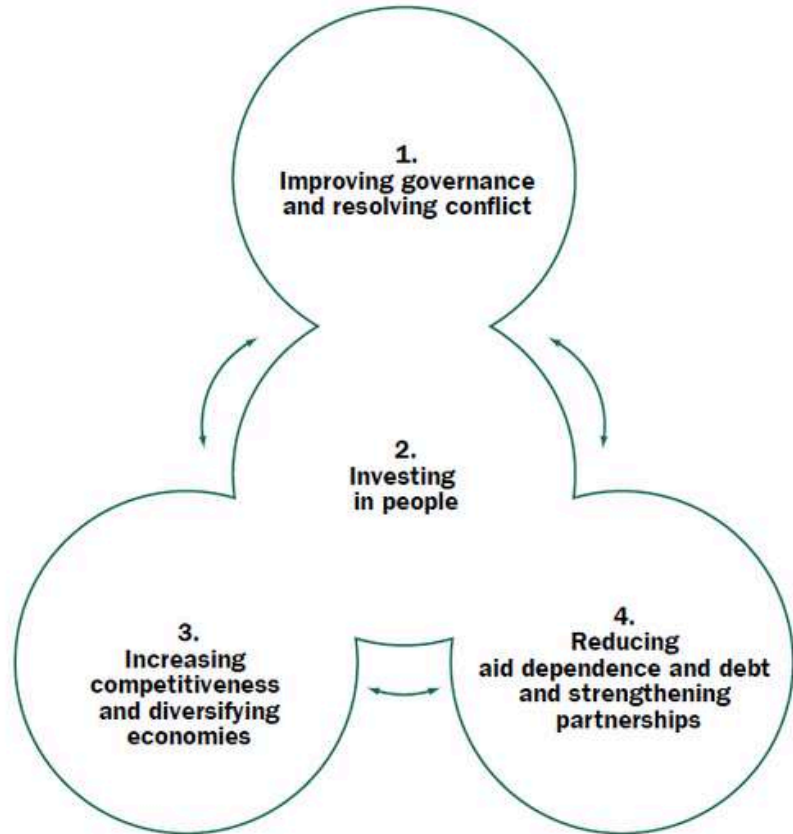 1.
Improving governance
and resolving conflict
2.
Investing
in people
3.
Increasing
competitiveness
and diversifying
economies
4.
Reducing
aid dependence and debt
and strengthening
partnerships